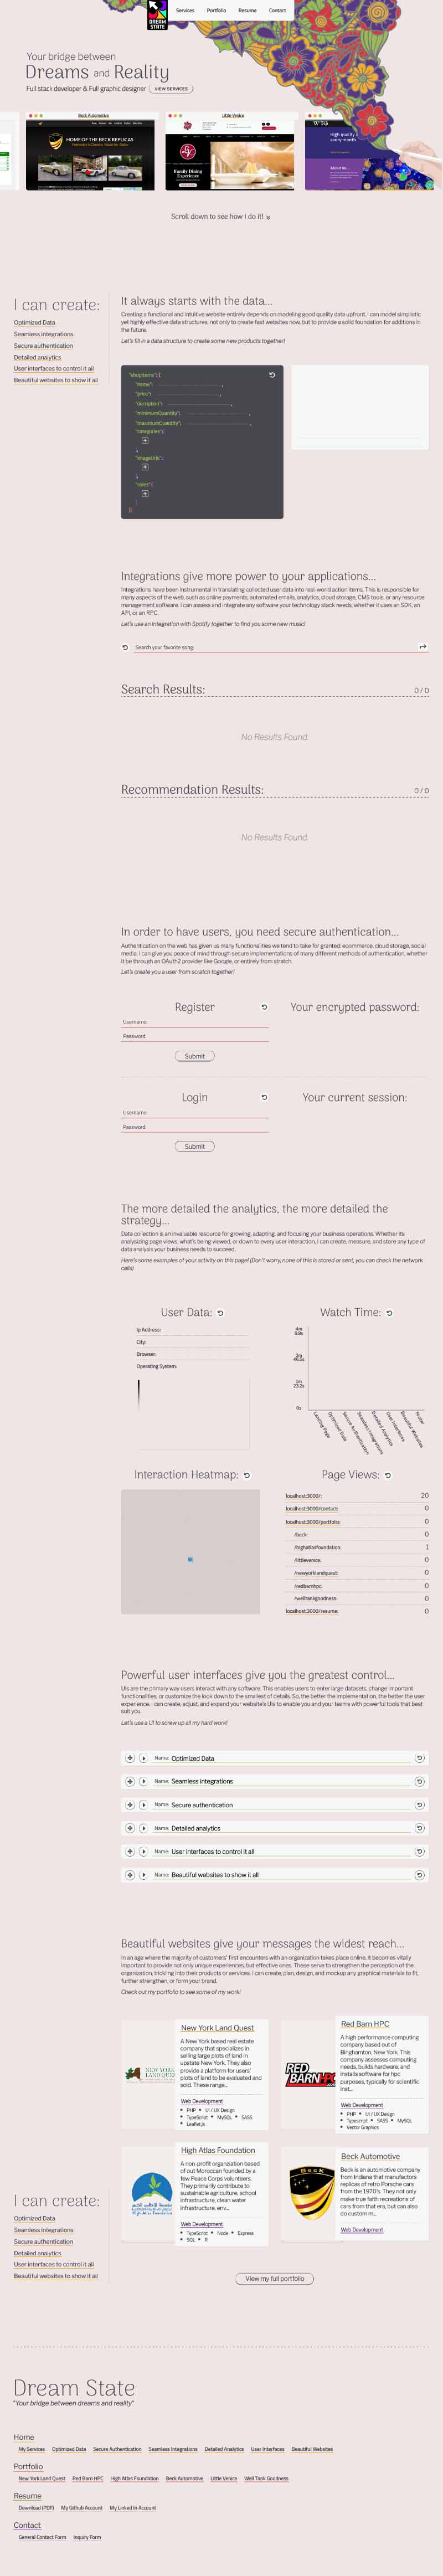 DREAM STATE
Services Portfolio Resume Contact
Your bridge between
Dreams and Reality
Full stack developer & Full graphic designer VIEW SERVICES
Beck Automotive
Little Venice
HOME OF THE BECK REPLICAS
Family Dining
Experience
High quality
every month
About us...
Scroll down to see how I do it!
I can create:
Optimized Data
Seamless integrations
Secure authentication
Detailed analytics
User interfaces to control it all
Beautiful websites to show it all
It always starts with the data...
Creating a functional and intuitive website entirely depends on modeling good quality data upfront. I can model simplistic
yet highly effective data structures, not only to create fast websites now, but to provide a solid foundation for additions in
the future.
Let's fill in a data structure to create some new products together!
"shopItems": [
"name":
"price":
"dscription":
"minimumQuantity":
"maximumQuantity":
"categories":[
"imageUrls":[
"sales":[
Integrations give more power to your applications...
Integrations have been instrumental in translating collected user data into real-world action items. This is responsible for
many aspects of the web, such as online payments, automated emails, analytics, cloud storage, CMS tools, or any resource
management software. I can assess and integrate any software your technology stack needs, whether it uses an SDK, an
API, or an RPC.
Let's use an integration with Spotify together to find you some new music!
Search your favorite song:
Search Results: 0 / 0
No Results Found.
Recommendation Results: 0 / 0
No Results Found.
In order to have users, you need secure authentication...
Authentication on the web has given us many functionalities we tend to take for granted: ecommerce, cloud storage, social
media. I can give you peace of mind through secure implementations of many different methods of authentication, whether
it be through an OAuth2 provider like Google, or entirely from stratch.
Let's create you a user from scratch together!
Register
Your encrypted password:
Username:
Password:
Submit
Login
Your current session:
Username:
Password:
Submit
The more detailed the analytics, the more detailed the
strategy...
Data collection is an invaluable resource for growing, adapting, and focusing your business operations. Whether its
analysizing page views, what's being viewed, or down to every user interaction, I can create, measure, and store any type of
data analysis your business needs to succeed.
Here's some examples of your activity on this page! (Don't worry, none of this is stored or sent, you can check the network
calls)
User Data:
Ip Address:
City:
Browser:
Operating System:
Watch Time:
4m
9.8s
2m
46.5s
1m
23.2s
0s
Landing Page
Optimized Data
Secure Authentication
Seamless Integrations
Detailed Analytics
User Interfaces
Beautiful Websites
Footer
Interaction Heatmap:
Page Views:
localhost:3000/: 20
localhost:3000/contact: 0
localhost:3000/portfolio: 0
/beck: 0
/highatlasfoundation: 1
/littlevenice: 0
/newyorklandquest: 0
/redbarnhpc: 0
/welltankgoodness: 0
localhost:3000/resume: 0
Powerful user interfaces give you the greatest control...
UIs are the primary way users interact with any software. This enables users to enter large datasets, change important
functionalities, or customize the look down to the smallest of details. So, the better the implementation, the better the user
experience. I can create, adjust, and expand your website's UIs to enable you and your teams with powerful tools that best
suit you.
Let's use a UI to screw up all my hard work!
Name: Optimized Data
Name: Seamless integrations
Name: Secure authentication
Name: Detailed analytics
Name: User interfaces to control it all
Name: Beautiful websites to show it all
Beautiful websites give your messages the widest reach...
In an age where the majority of customers' first encounters with an organization takes place online, it becomes vitally
important to provide not only unique experiences, but effective ones. These serve to strengthen the perception of the
organization, trickling down to their products or services. I can create, plan, design, and mockup any graphical materials to fit,
further strengthen, or form your brand.
Check out my portfolio to see some of my work!
NEW YORK
LAND QUEST
New York Land Quest
A New York based real estate
company that specializes in
selling large plots of land in
upstate New York. They also
provide a program for plots of
land to be evaluated and
sold. These range...
Web Development
PHP UI / UX Design
TypeScript MySQL SASS
Leaflet.js
RED
BARN HPC
Red Barn HPC
A high performance computing
company based out of
Binghamton, New York. This
company assesses computing
needs, builds hardware, and
installs software for hpc
purposes, typically for scientific
inst...
Web Development
PHP UI / UX Design
Typescript SASS MySQL
Vector Graphics
High Atlas Foundation
High Atlas Foundation
A non-profit organization based
of out Moroccan founded by a
few Peace Corps volunteers.
They primarily contribute to
sustainable agriculture, school
infrastructure, clean water
infrastructure, env...
Web Development
TypeScript Node Express
SQL R
BECK
Beck Automotive
Beck is an automotive company
from Indiana that manufactures
replicas of retro Porsche cars
from the 1970's. They not only
make true faith recreations of
cars from that era, but can also
do custom m...
Web Development
I can create:
Optimized Data
Seamless integrations
Secure authentication
Detailed analytics
User interfaces to control it all
Beautiful websites to show it all
View my full portfolio
Dream State
"Your bridge between dreams and reality"
Home
My Services Optimized Data Secure Authentication Seamless Integrations Detailed Analytics User Interfaces Beautiful Websites
Portfolio
New York Land Quest Red Barn HPC High Atlas Foundation Beck Automotive Little Venice Well Tank Goodness
Resume
Download (PDF) My Github Account My Linked In Account
Contact
General Contact Form Inquiry Form